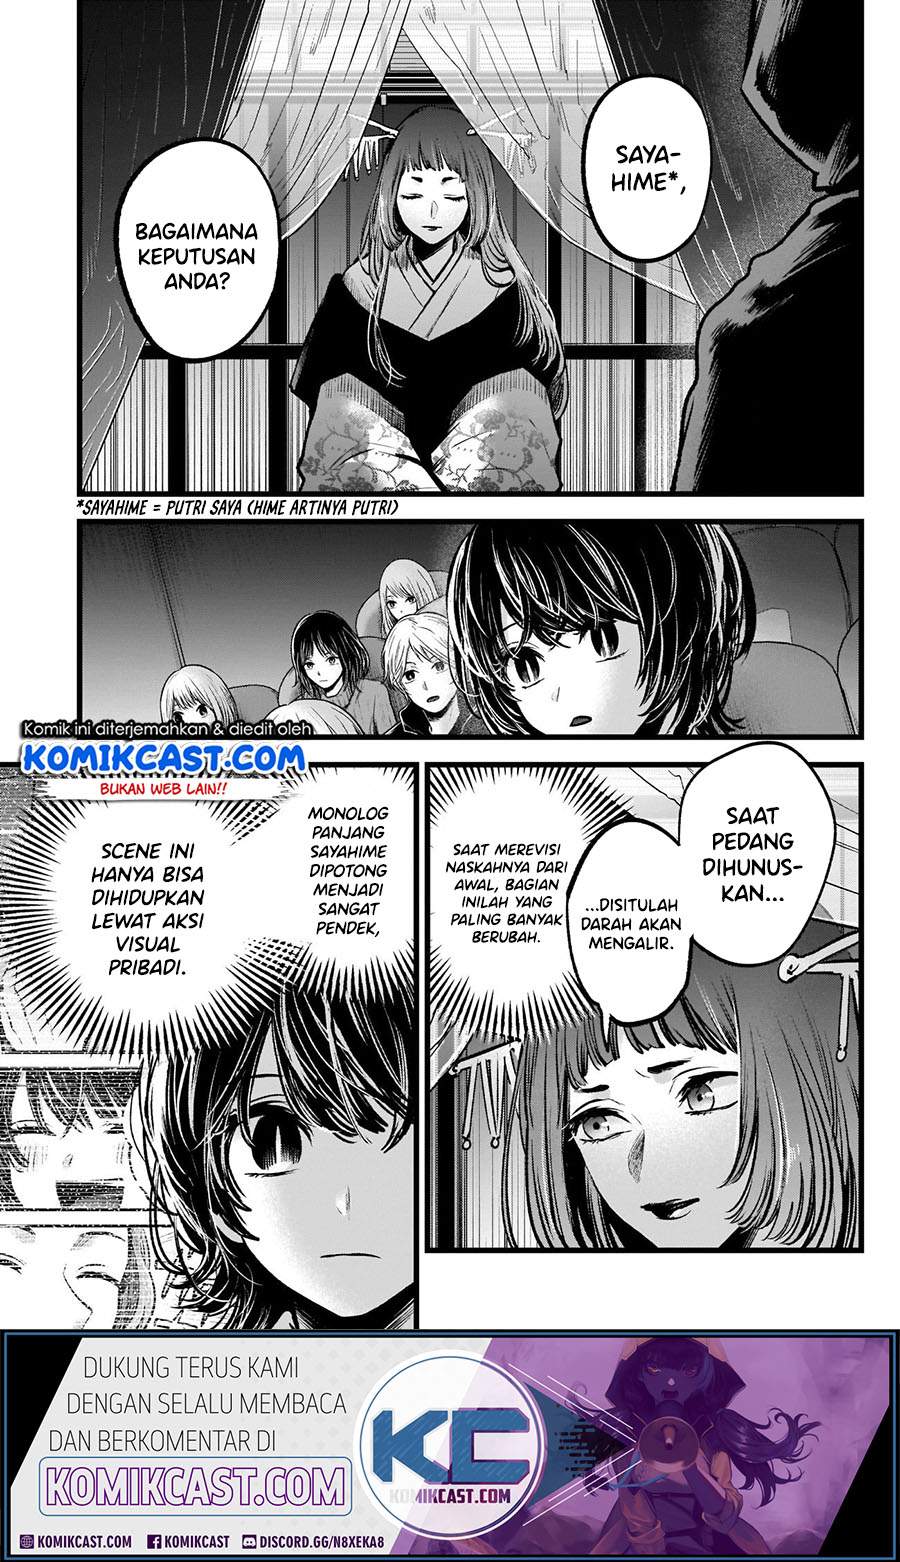 SAYA-
HIME*,
BAGAIMANA
KEPUTUSAN
ANDA?
*SAYAHIME = PUTRI SAYA (HIME ARTINYA PUTRI)
Komik ini diterjemahkan & diedit oleh
KOMIKCAST.COM
BUKAN WEB LAIN!!
SAAT
PEDANG
DIHUNUS-
KAN...
...DISITULAH
DARAH AKAN
MENGALIR.
SAAT MEREVISI
NASKAHNYA DARI
AWAL, BAGIAN
INILAH YANG
PALING BANYAK
BERUBAH.
MONOLOG
PANJANG
SAYAHIME
DIPOTONG
MENJADI
SANGAT
PENDEK,
SCENE INI
HANYA BISA
DIHIDUPKAN
LEWAT AKSI
VISUAL
PRIBADI.
DUKUNG TERUS KAMI
DENGAN SELALU MEMBACA
DAN BERKOMENTAR DI
KOMIKCAST.COM
KC
KOMIKCAST.COM
KOMIKCAST.COM KOMIKCAST.COM DISCORD.GG/N8XEKA8